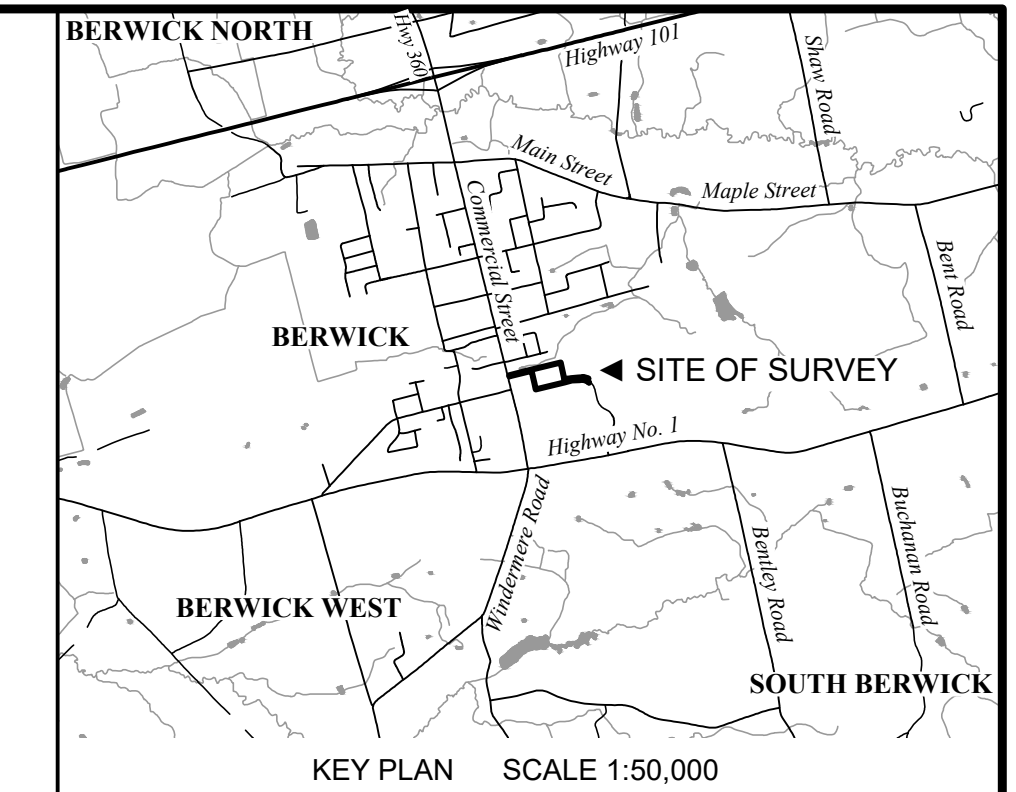 BERWICK NORTH
Hwy 360
Highway 101
Shaw Road
Main Street
Maple Street
Commercial Street
Bent Road
BERWICK
◄ SITE OF SURVEY
Highway No. 1
Windermere Road
Bentley Road
Buchanan Road
BERWICK WEST
SOUTH BERWICK
KEY PLAN SCALE 1:50,000